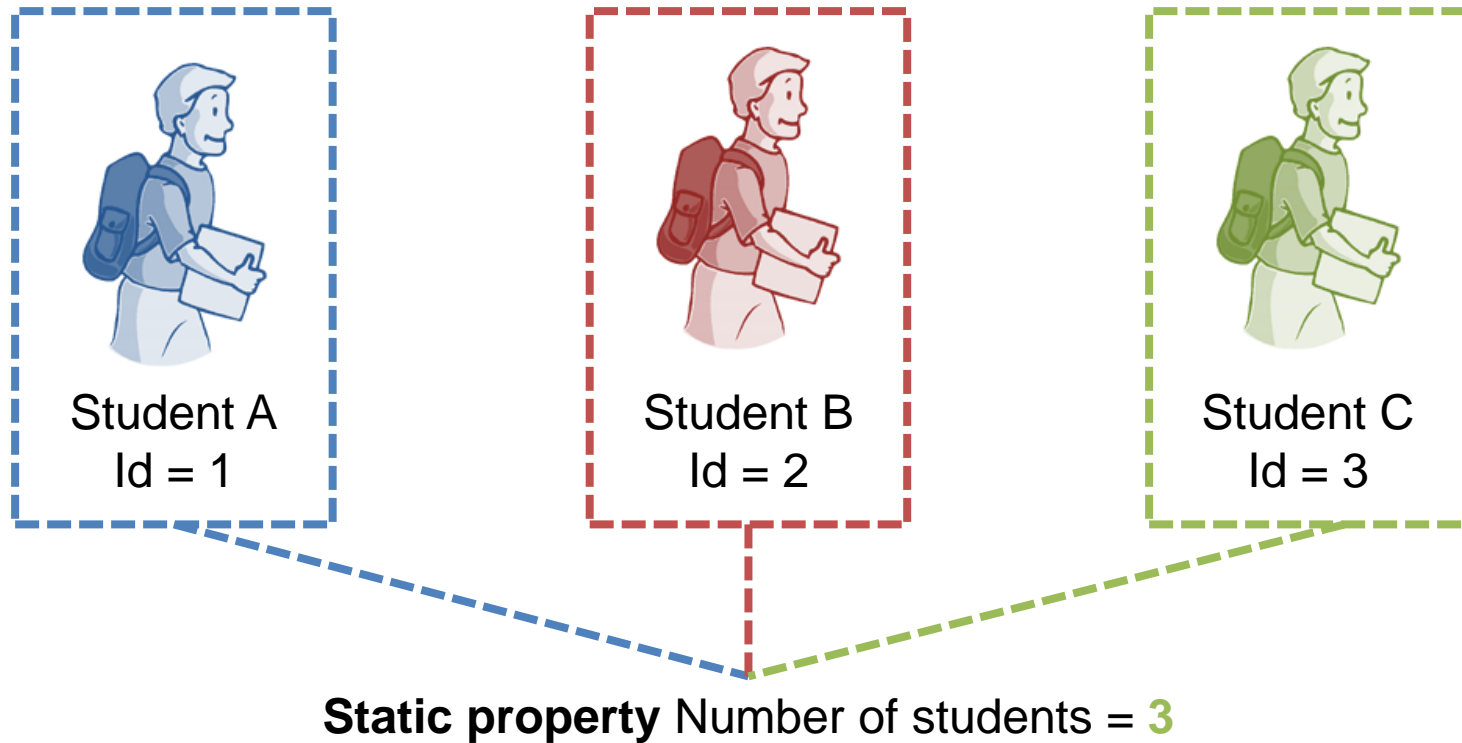 Student A
Id = 1
Student B
Id = 2
Student C
Id = 3
Static property Number of students = 3